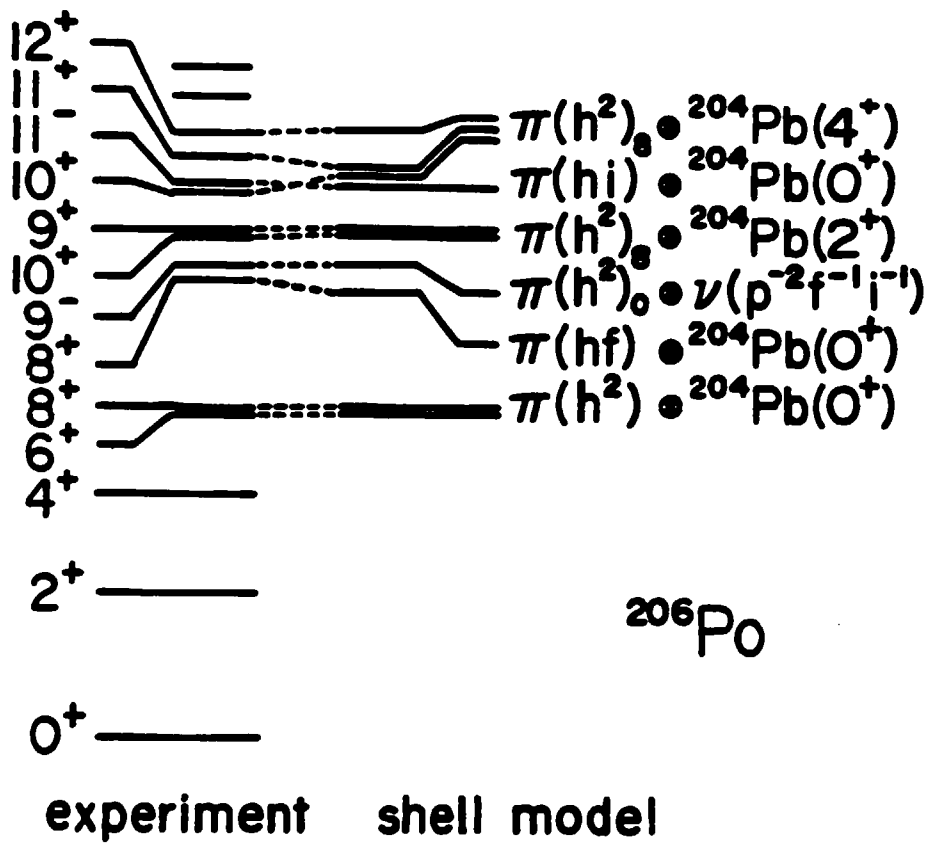 12⁺
11⁺
11⁻
10⁺
9⁺
10⁺
9⁻
8⁺
8⁺
6⁺
4⁺
2⁺
0⁺
π(h²)₈ • ²⁰⁴Pb(4⁺)
π(hi) • ²⁰⁴Pb(0⁺)
π(h²)₈ • ²⁰⁴Pb(2⁺)
π(h²)₀ • ν(p⁻²f⁻¹i⁻¹)
π(hf) • ²⁰⁴Pb(0⁺)
π(h²) • ²⁰⁴Pb(0⁺)
²⁰⁶Po
experiment shell model